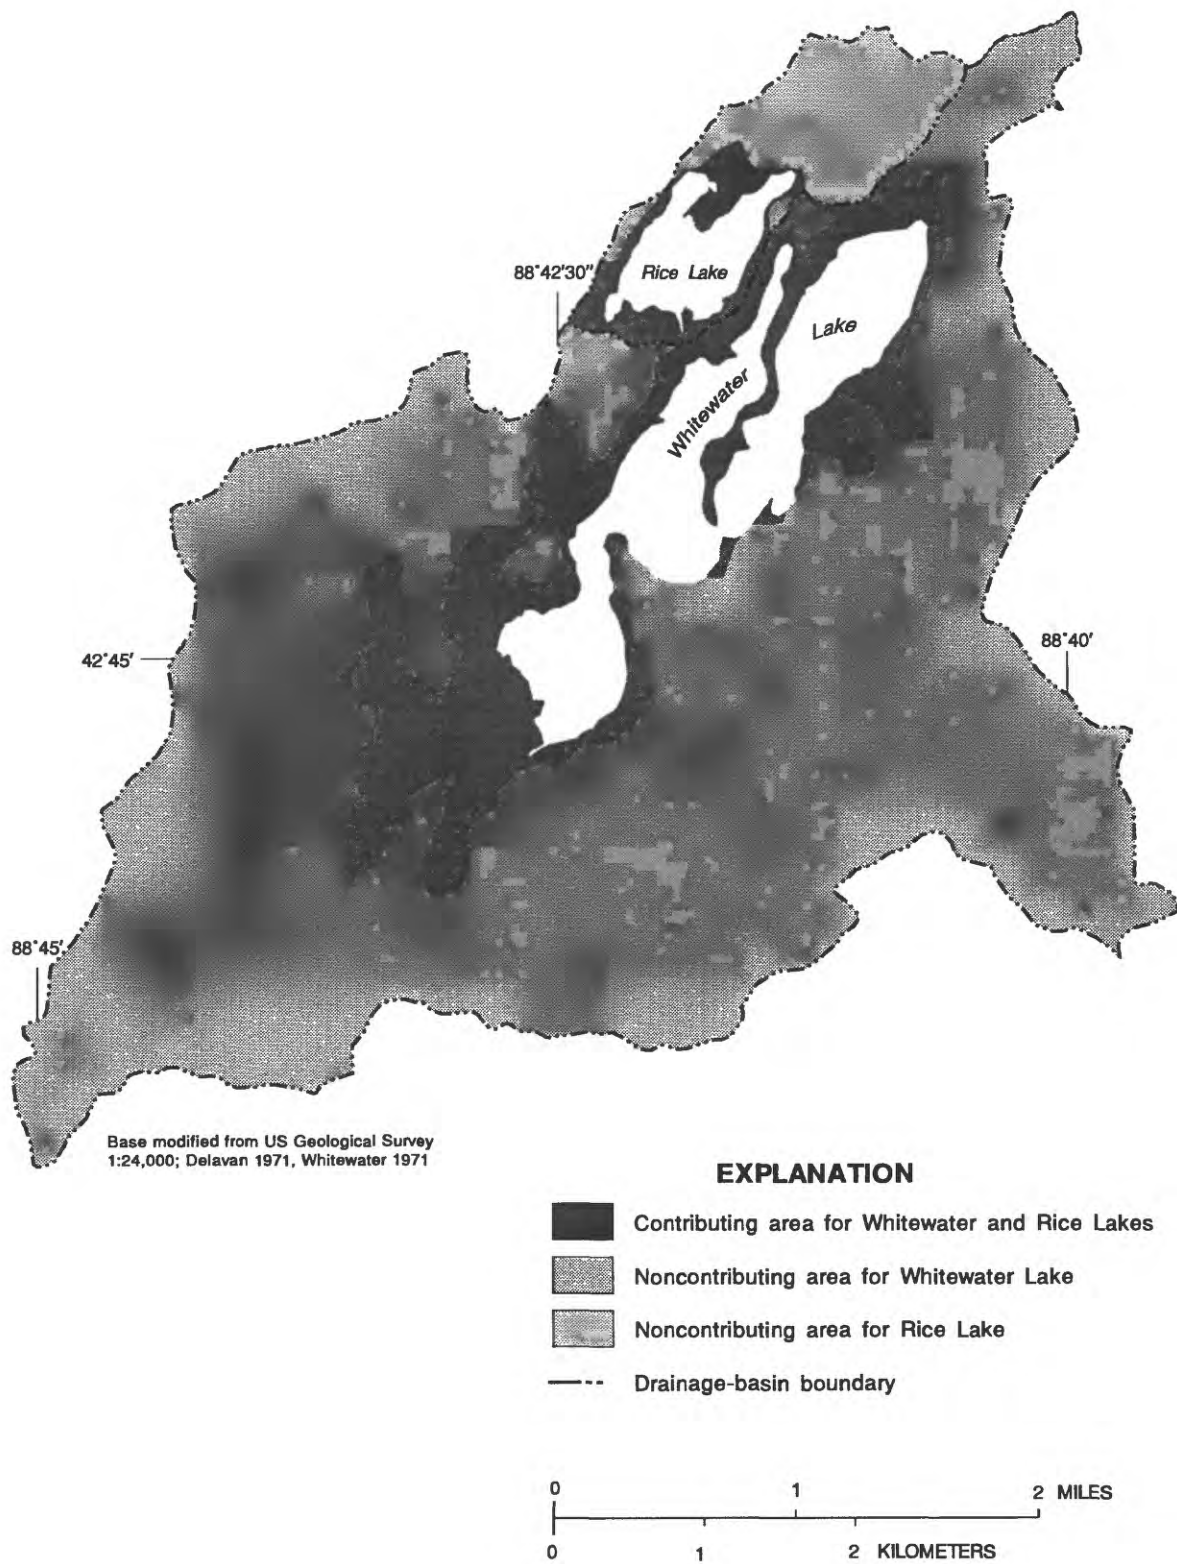 88°42'30"
Rice Lake
Lake
Whitewater
42°45'
88°40'
88°45'
Base modified from US Geological Survey
1:24,000; Delavan 1971, Whitewater 1971
EXPLANATION
Contributing area for Whitewater and Rice Lakes
Noncontributing area for Whitewater Lake
Noncontributing area for Rice Lake
Drainage-basin boundary
0 1 2 MILES
0 1 2 KILOMETERS